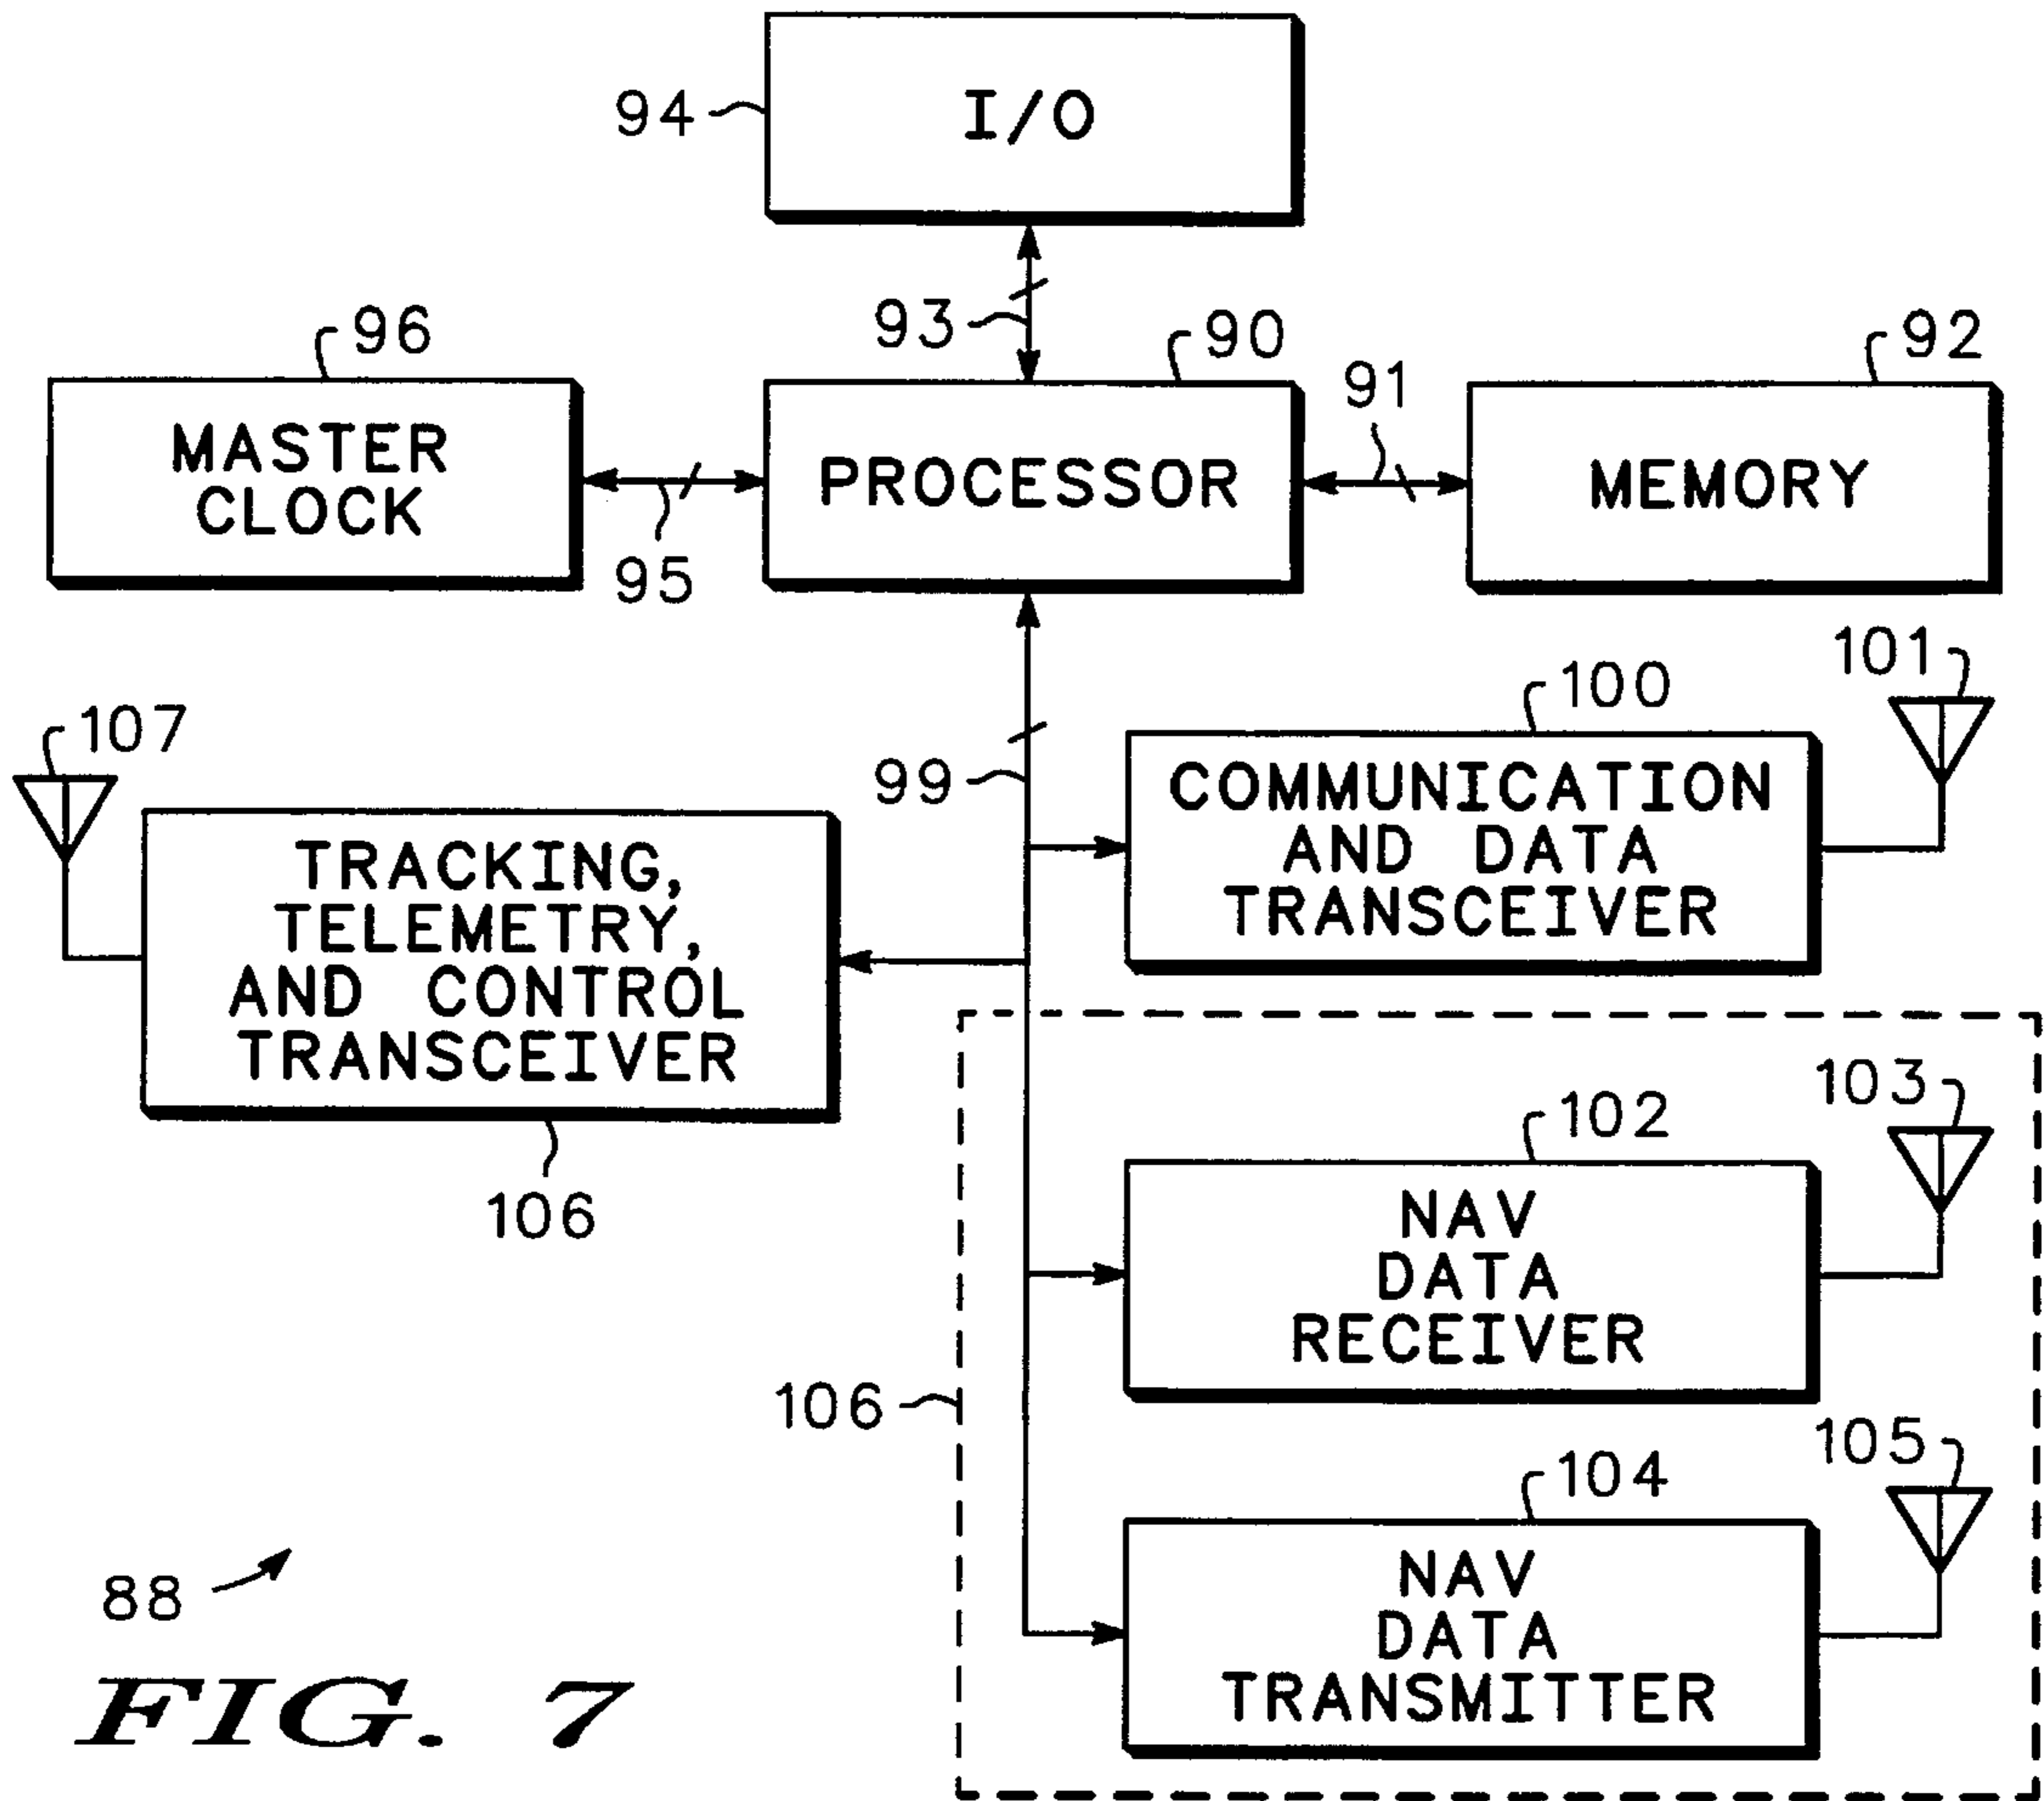 I/O
94
93
96
90
91
92
MASTER
CLOCK
PROCESSOR
MEMORY
95
101
100
107
99
COMMUNICATION
AND DATA
TRANSCEIVER
TRACKING,
TELEMETRY,
AND CONTROL
TRANSCEIVER
106
103
102
NAV
DATA
RECEIVER
106
105
104
NAV
DATA
TRANSMITTER
88
FIG. 7